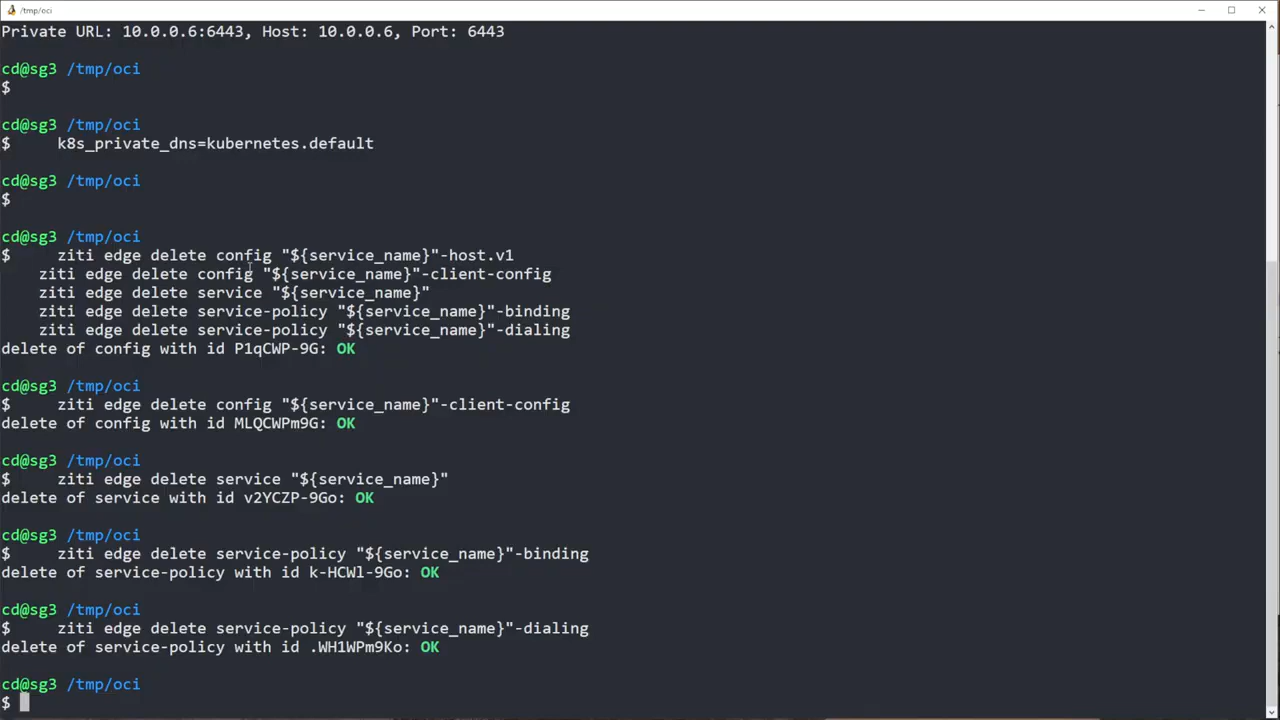 /tmp/oci
Private URL: 10.0.0.6:6443, Host: 10.0.0.6, Port: 6443
cd@sg3 /tmp/oci
$
cd@sg3 /tmp/oci
$     k8s_private_dns=kubernetes.default
cd@sg3 /tmp/oci
$
cd@sg3 /tmp/oci
$     ziti edge delete config "${service_name}"-host.v1
    ziti edge delete config "${service_name}"-client-config
    ziti edge delete service "${service_name}"
    ziti edge delete service-policy "${service_name}"-binding
    ziti edge delete service-policy "${service_name}"-dialing
delete of config with id P1qCWP-9G: OK
cd@sg3 /tmp/oci
$     ziti edge delete config "${service_name}"-client-config
delete of config with id MLQCWPm9G: OK
cd@sg3 /tmp/oci
$     ziti edge delete service "${service_name}"
delete of service with id v2YCZP-9Go: OK
cd@sg3 /tmp/oci
$     ziti edge delete service-policy "${service_name}"-binding
delete of service-policy with id k-HCWl-9Go: OK
cd@sg3 /tmp/oci
$     ziti edge delete service-policy "${service_name}"-dialing
delete of service-policy with id .WH1WPm9Ko: OK
cd@sg3 /tmp/oci
$